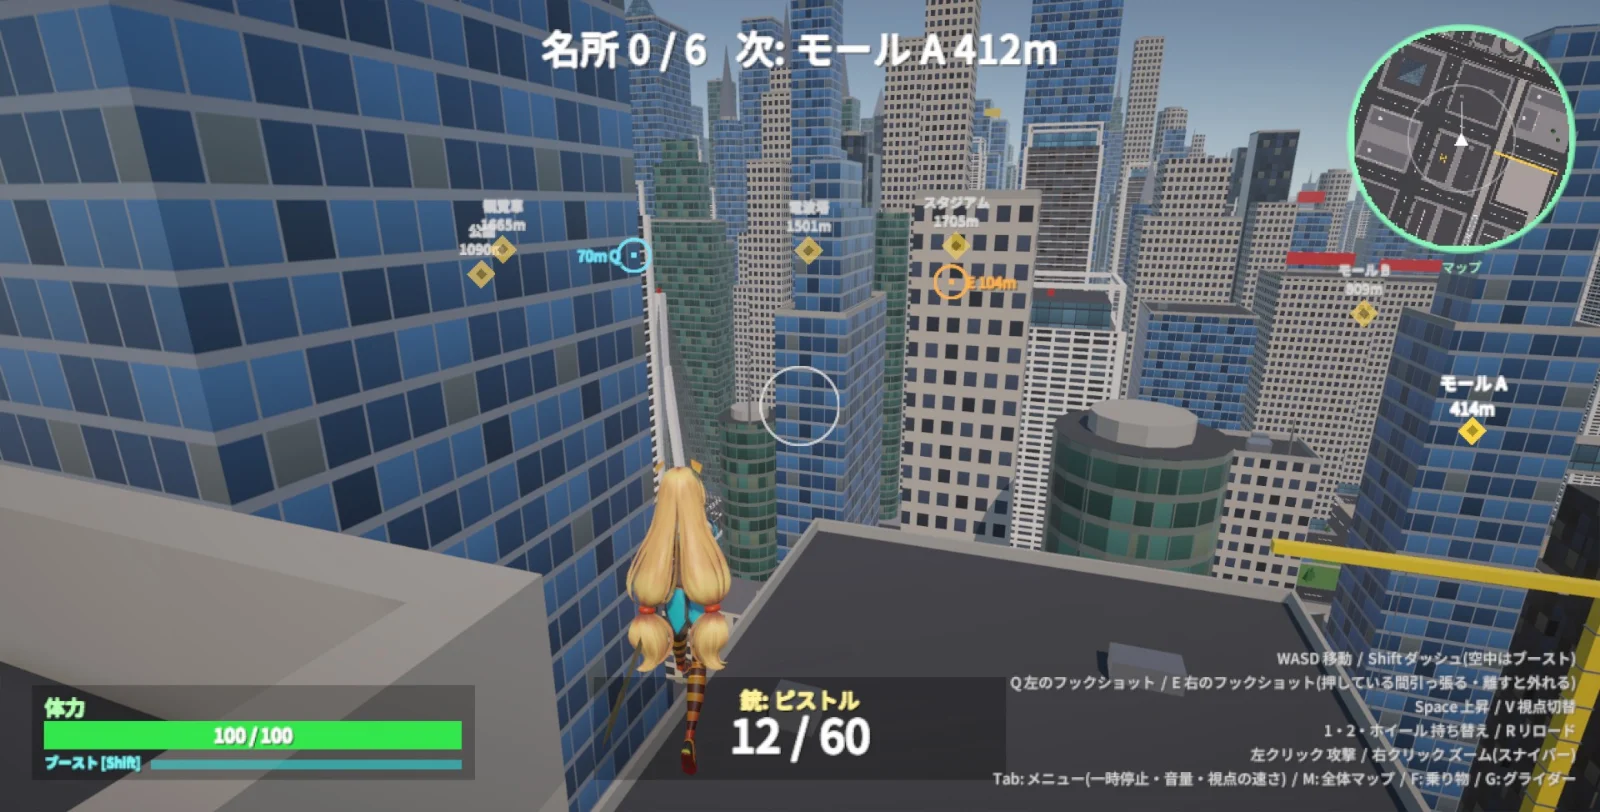 名所 0 / 6 次: モール A 412m
観覧車
1665m
公園
1090m
70m Q
電波塔
1501m
スタジアム
1705m
E 104m
マップ
モール B
809m
モール A
414m
体力
100 / 100
ブースト [Shift]
銃: ピストル
12 / 60
WASD 移動 / Shift ダッシュ(空中はブースト)
Q 左のフックショット / E 右のフックショット(押している間引っ張る・離すと外れる)
Space 上昇 / V 視点切替
1・2・ホイール 持ち替え / R リロード
左クリック 攻撃 / 右クリック ズーム(スナイパー)
Tab: メニュー(一時停止・音量・視点の速さ) / M: 全体マップ / F: 乗り物 / G: グライダー